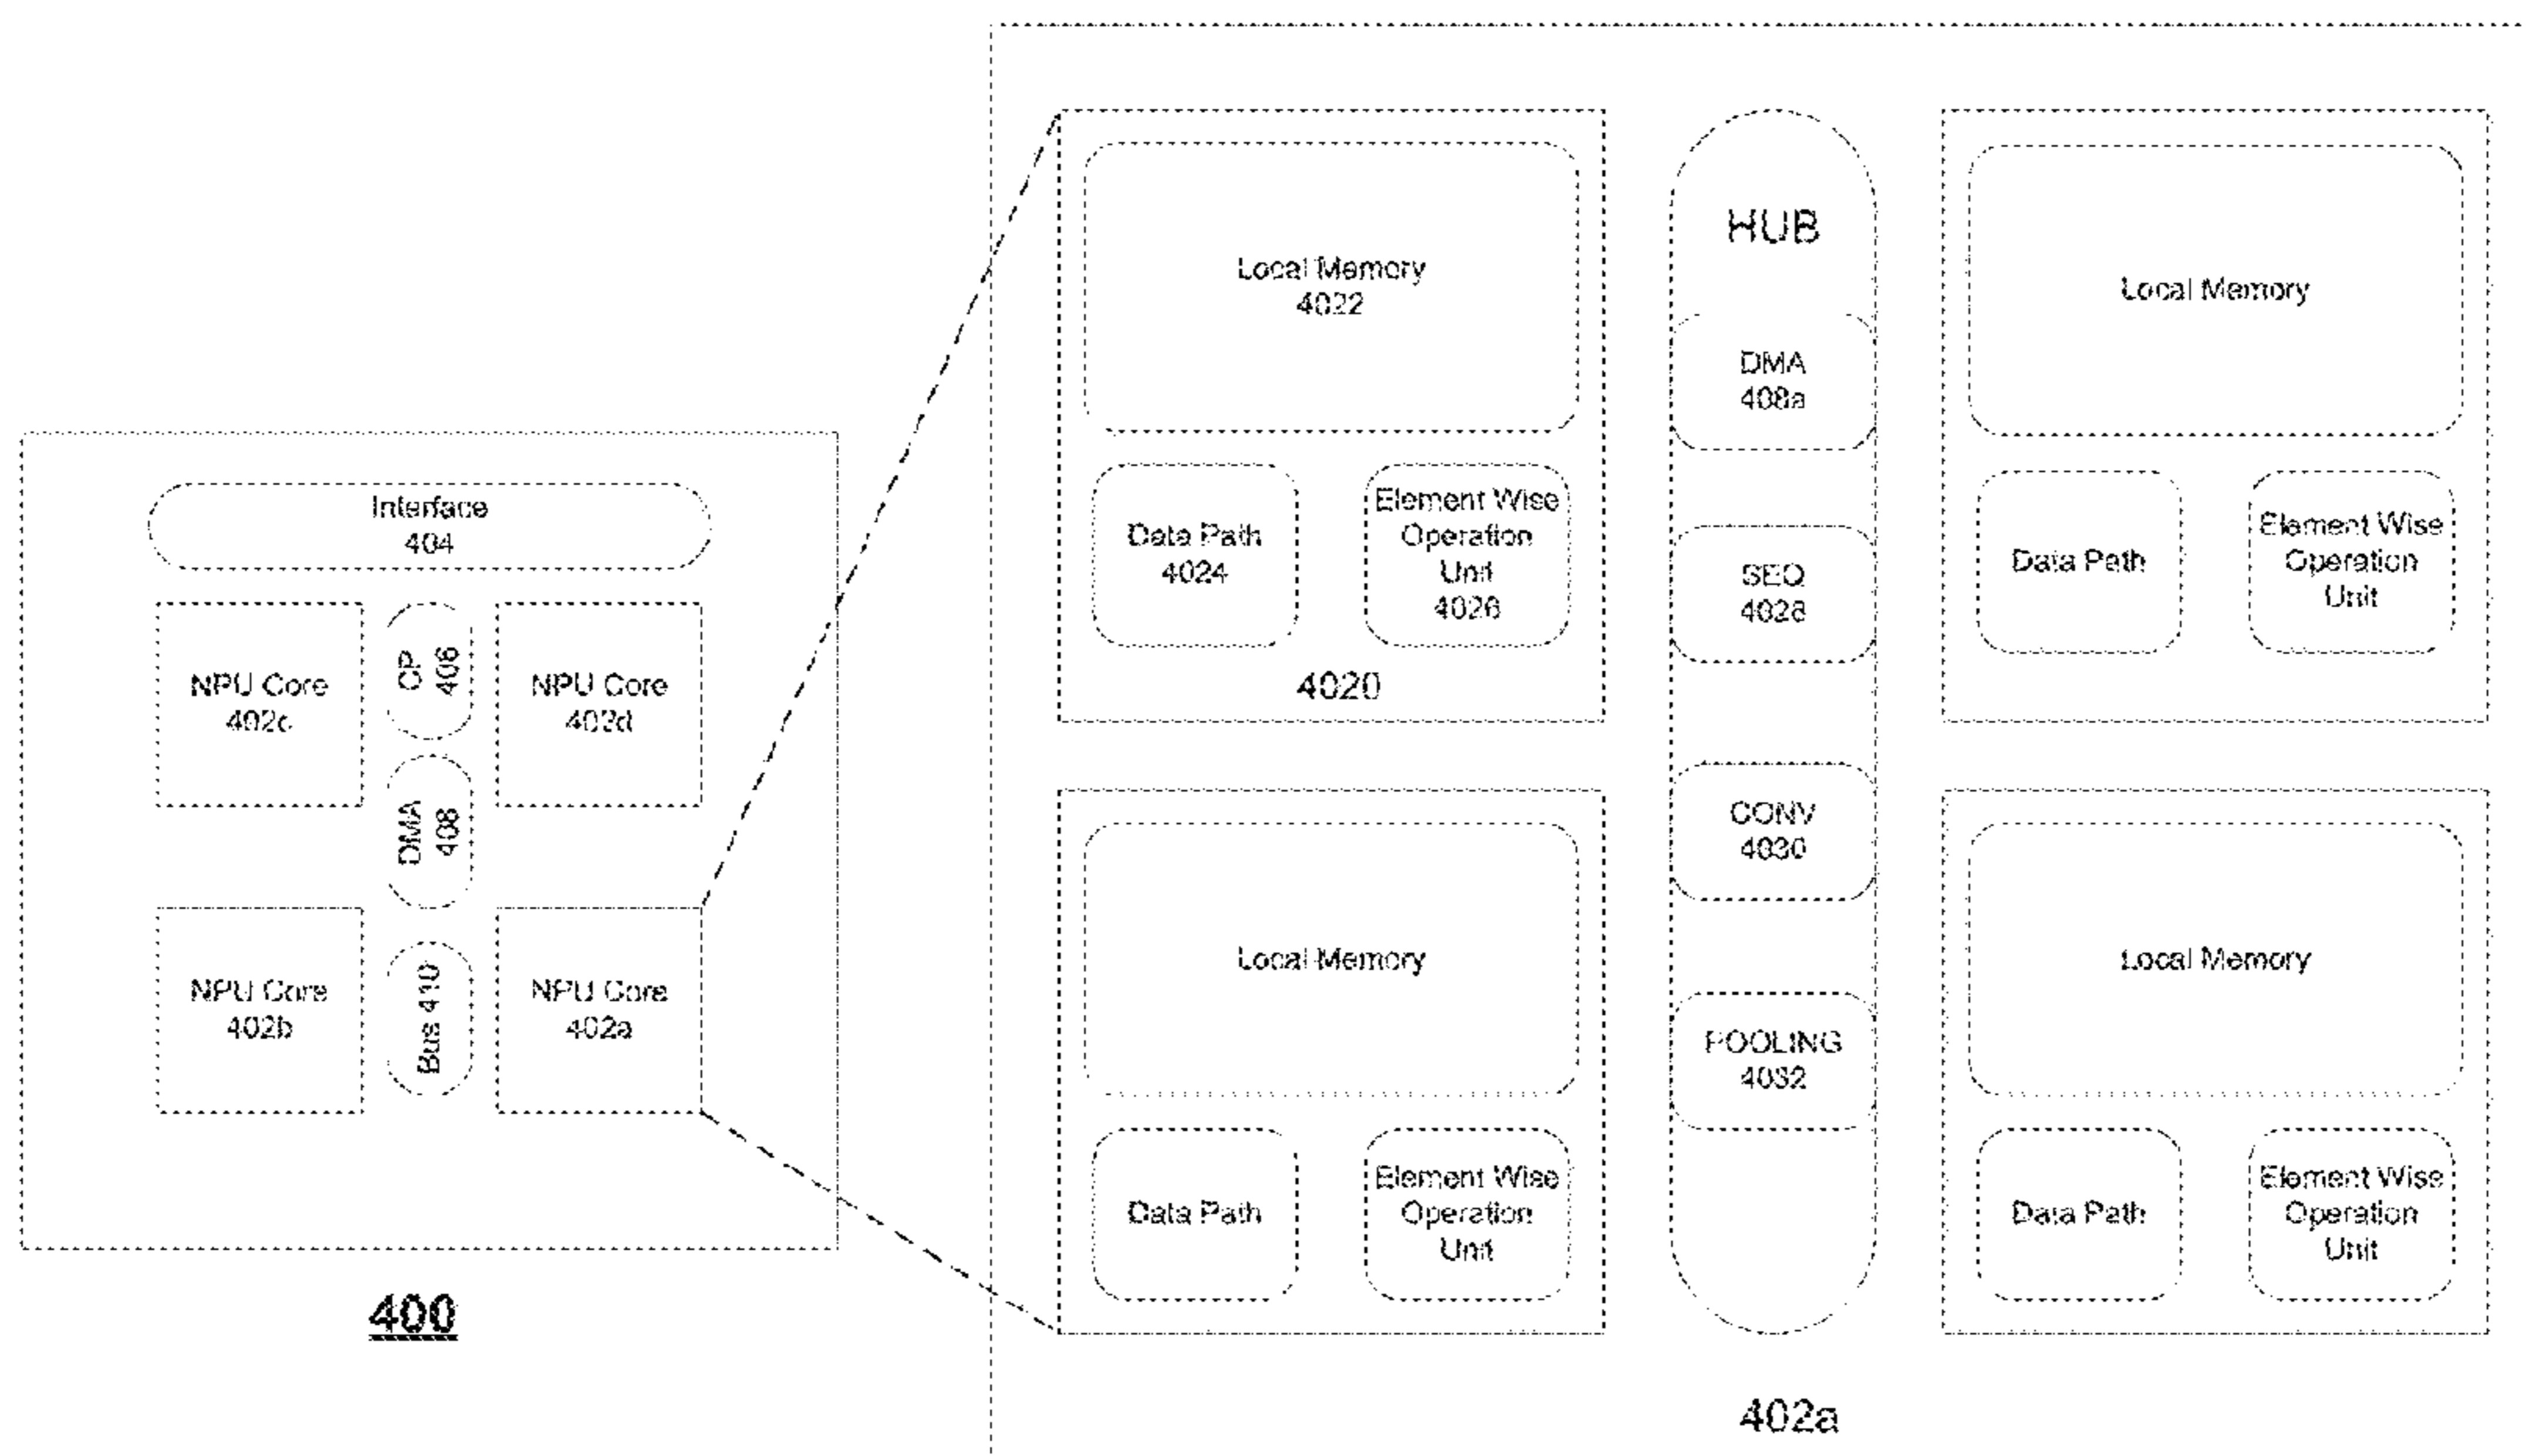 Interface
404
NPU Core
402c
CP
406
NPU Core
402d
DMA
408
NPU Core
402b
Bus 410
NPU Core
402a
400
Local Memory
4022
Data Path
4024
Element Wise
Operation
Unit
4026
4020
HUB
DMA
408a
SEQ
4028
CONV
4030
POOLING
4032
Local Memory
Data Path
Element Wise
Operation
Unit
Local Memory
Data Path
Element Wise
Operation
Unit
Local Memory
Data Path
Element Wise
Operation
Unit
402a